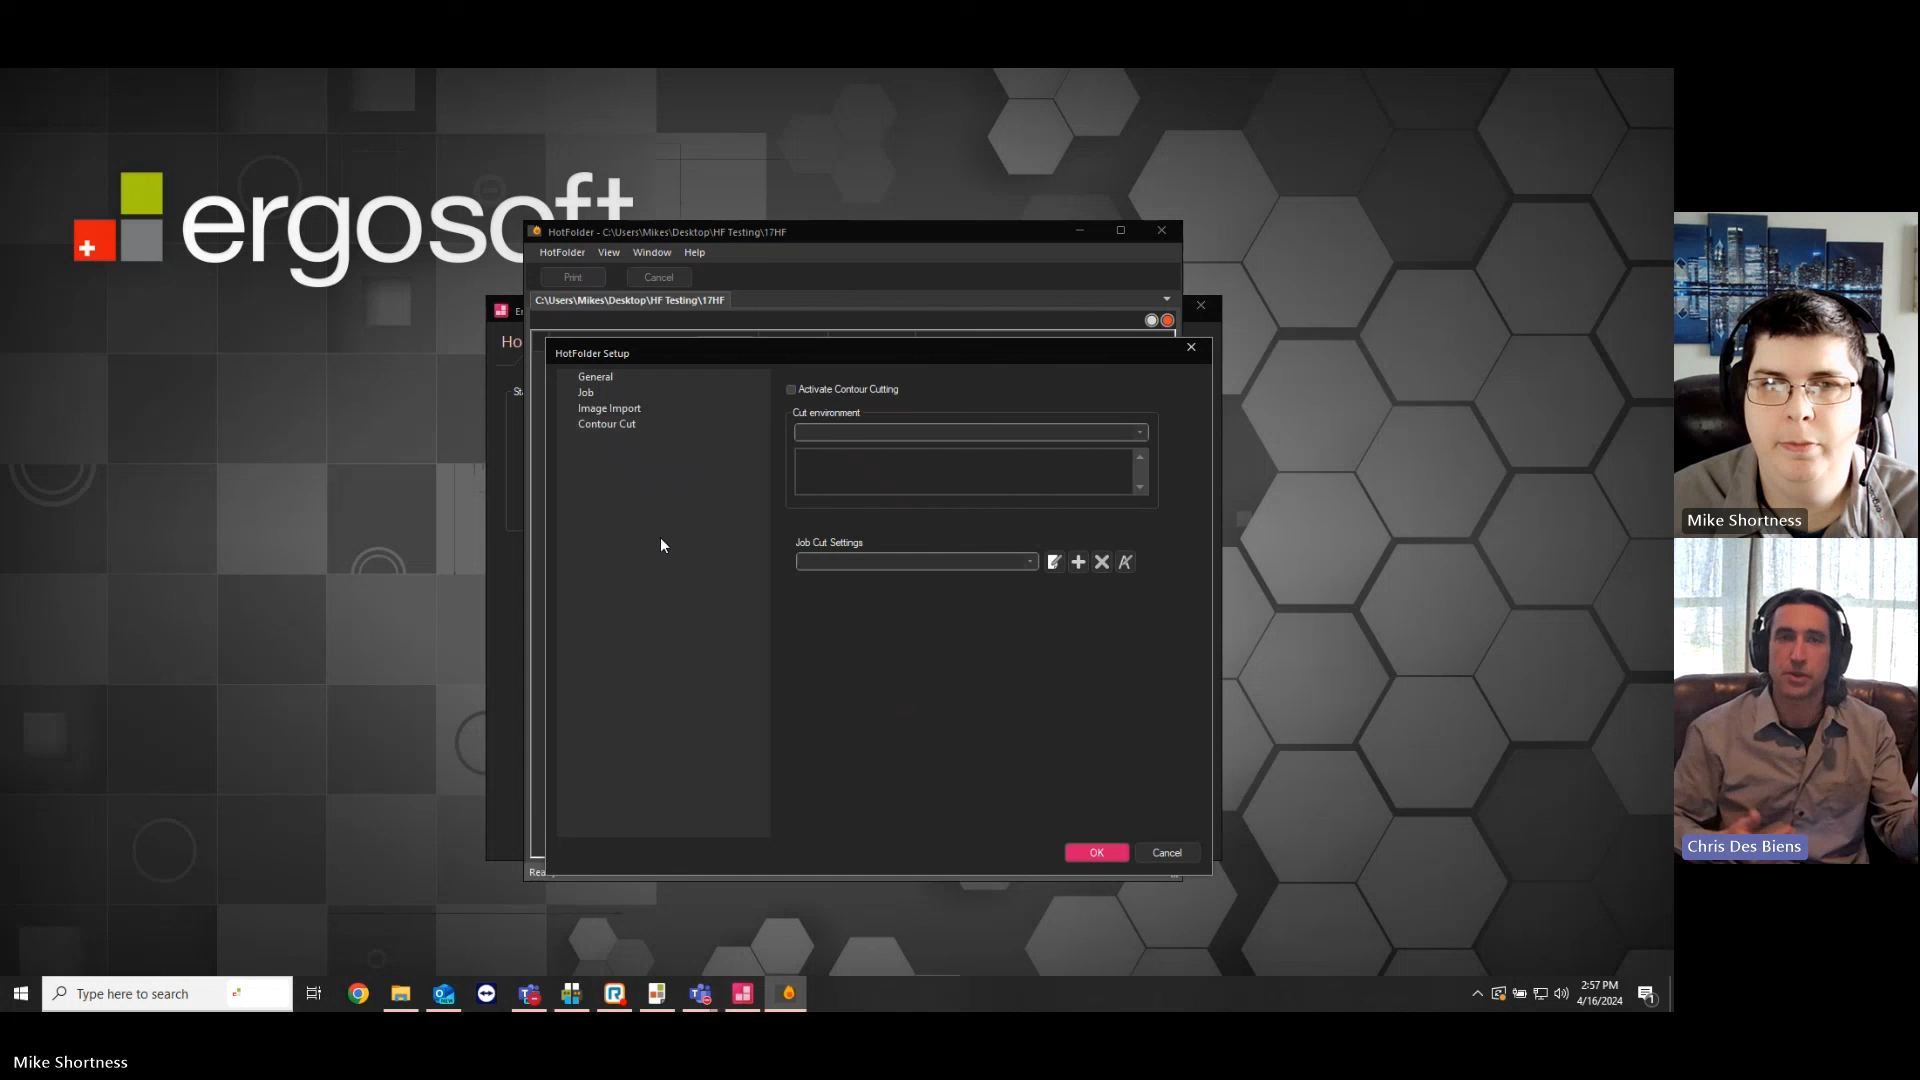 ergosoft
HotFolder - C:\Users\Mikes\Desktop\HF Testing\17HF
HotFolder View Window Help
Print Cancel
C:\Users\Mikes\Desktop\HF Testing\17HF
HotFolder Setup
General
Job
Image Import
Contour Cut
Activate Contour Cutting
Cut environment
Job Cut Settings
OK Cancel
Mike Shortness
Chris Des Biens
Type here to search
2:57 PM
4/16/2024
1
Mike Shortness